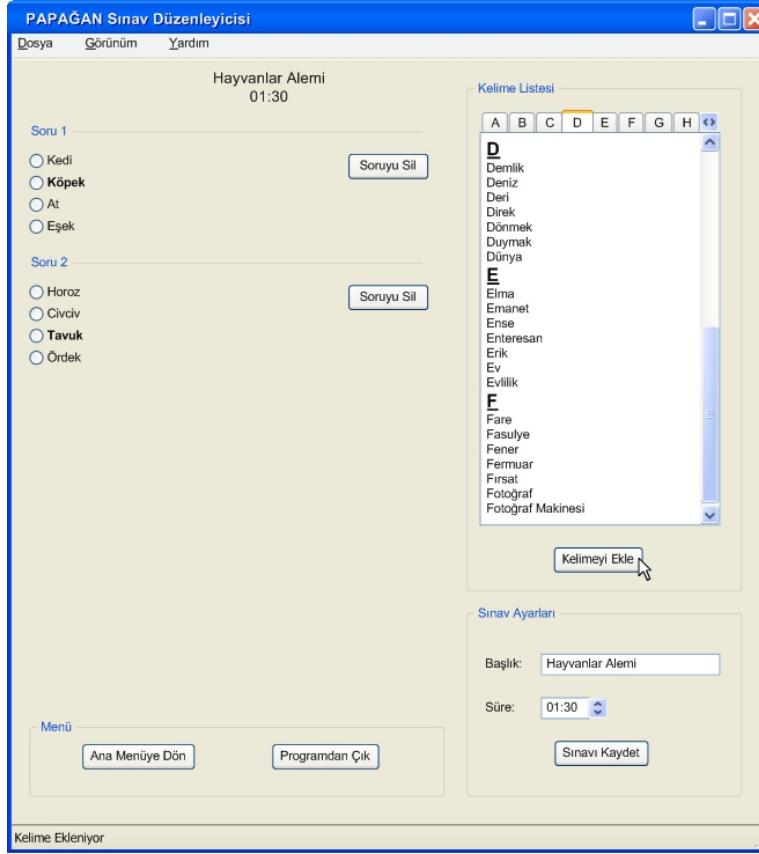 PAPAĞAN Sınav Düzenleyicisi
Dosya Görünüm Yardım
Hayvanlar Alemi
01:30
Soru 1
Kedi
Köpek
At
Eşek
Soruyu Sil
Soru 2
Horoz
Civciv
Tavuk
Ördek
Soruyu Sil
Kelime Listesi
A B C D E F G H
D
Demlik
Deniz
Deri
Direk
Dönmek
Duymak
Dünya
E
Elma
Emanet
Ense
Enteresan
Erik
Ev
Evlilik
F
Fare
Fasulye
Fener
Fermuar
Fırsat
Fotoğraf
Fotoğraf Makinesi
Kelimeyi Ekle
Sınav Ayarları
Başlık: Hayvanlar Alemi
Süre: 01:30
Sınavı Kaydet
Menü
Ana Menüye Dön Programdan Çık
Kelime Ekleniyor